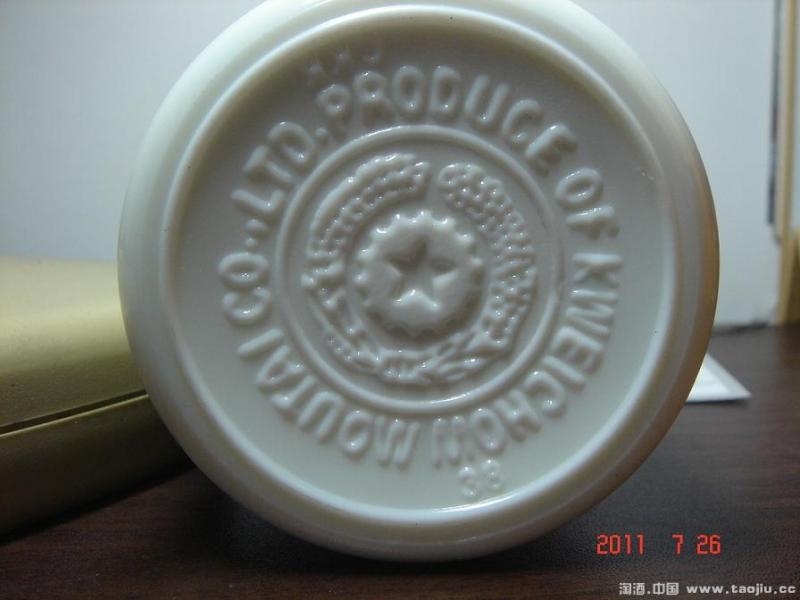 PRODUCE OF KWEICHOW MOUTAI CO.,LTD.
38
2011 7 26
淘酒.中国 www.taojiu.cc